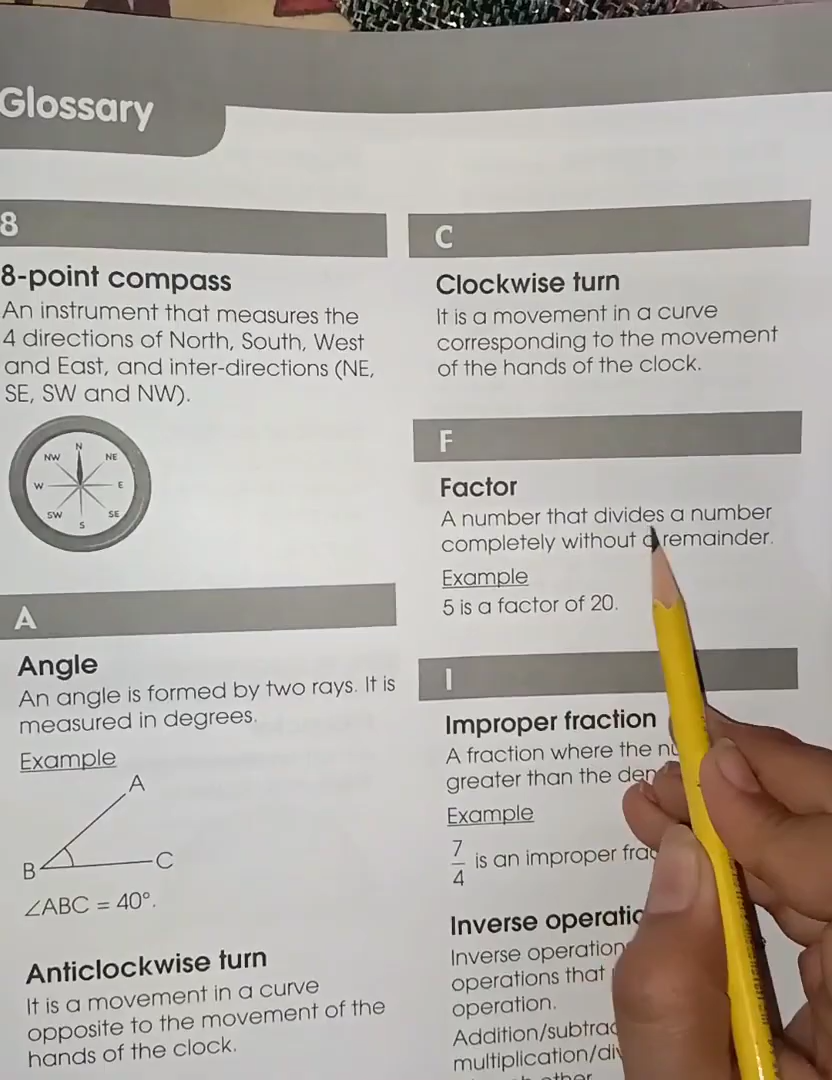 Glossary
8
8-point compass
An instrument that measures the
4 directions of North, South, West
and East, and inter-directions (NE,
SE, SW and NW).
N
NW
NE
W
E
SW
SE
S
A
Angle
An angle is formed by two rays. It is
measured in degrees.
Example
A
B
C
∠ABC = 40°.
Anticlockwise turn
It is a movement in a curve
opposite to the movement of the
hands of the clock.
C
Clockwise turn
It is a movement in a curve
corresponding to the movement
of the hands of the clock.
F
Factor
A number that divides a number
completely without a remainder.
Example
5 is a factor of 20.
I
Improper fraction
A fraction where the
greater than the
Example
7
4
is an improper
Inverse
Inverse
operations that
operation.